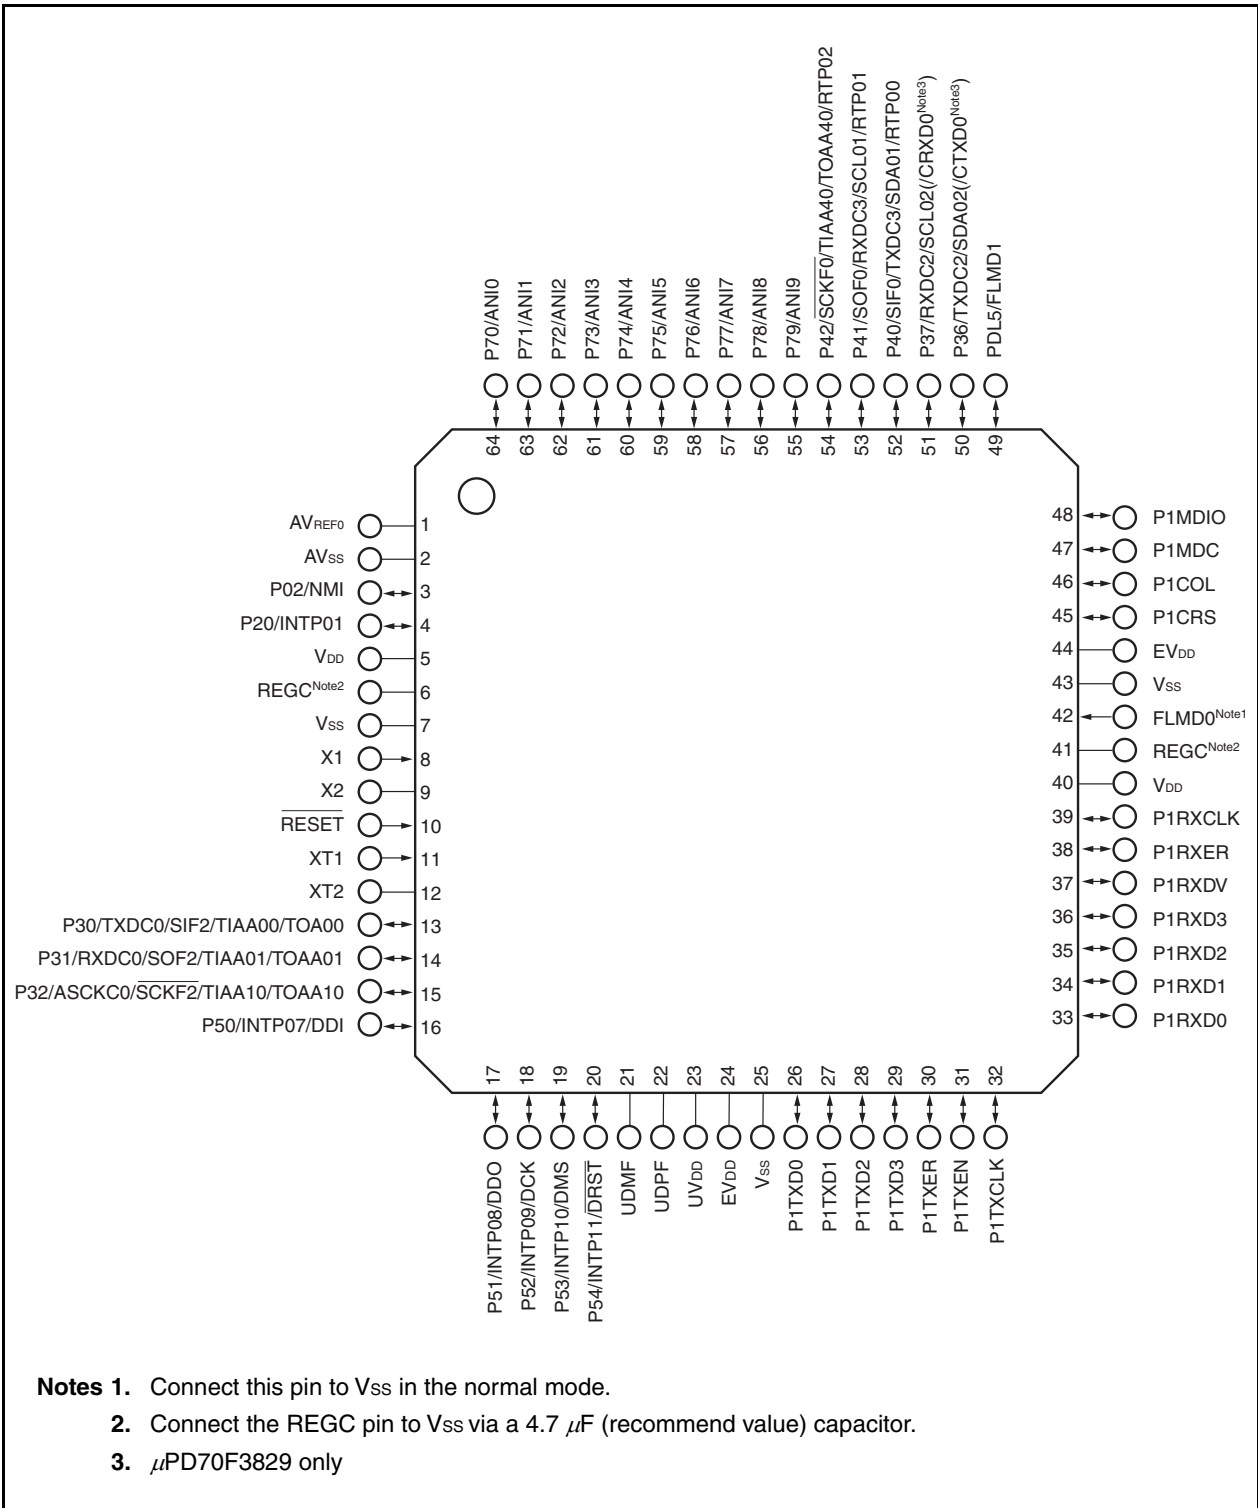 P70/ANI0
P71/ANI1
P72/ANI2
P73/ANI3
P74/ANI4
P75/ANI5
P76/ANI6
P77/ANI7
P78/ANI8
P79/ANI9
P42/SCKF0/TIAA40/TOAA40/RTP02
P41/SOF0/RXDC3/SCL01/RTP01
P40/SIF0/TXDC3/SDA01/RTP00
P37/RXDC2/SCL02(/CRXD0Note3)
P36/TXDC2/SDA02(/CTXD0Note3)
PDL5/FLMD1
64 63 62 61 60 59 58 57 56 55 54 53 52 51 50 49
AVREF0 1
AVSS 2
P02/NMI 3
P20/INTP01 4
VDD 5
REGCNote2 6
VSS 7
X1 8
X2 9
RESET 10
XT1 11
XT2 12
P30/TXDC0/SIF2/TIAA00/TOA00 13
P31/RXDC0/SOF2/TIAA01/TOAA01 14
P32/ASCKC0/SCKF2/TIAA10/TOAA10 15
P50/INTP07/DDI 16
48 P1MDIO
47 P1MDC
46 P1COL
45 P1CRS
44 EVDD
43 VSS
42 FLMD0Note1
41 REGCNote2
40 VDD
39 P1RXCLK
38 P1RXER
37 P1RXDV
36 P1RXD3
35 P1RXD2
34 P1RXD1
33 P1RXD0
17 18 19 20 21 22 23 24 25 26 27 28 29 30 31 32
P51/INTP08/DDO
P52/INTP09/DCK
P53/INTP10/DMS
P54/INTP11/DRST
UDMF
UDPF
UVDD
EVDD
VSS
P1TXD0
P1TXD1
P1TXD2
P1TXD3
P1TXER
P1TXEN
P1TXCLK
Notes 1. Connect this pin to VSS in the normal mode.
2. Connect the REGC pin to VSS via a 4.7 μF (recommend value) capacitor.
3. μPD70F3829 only